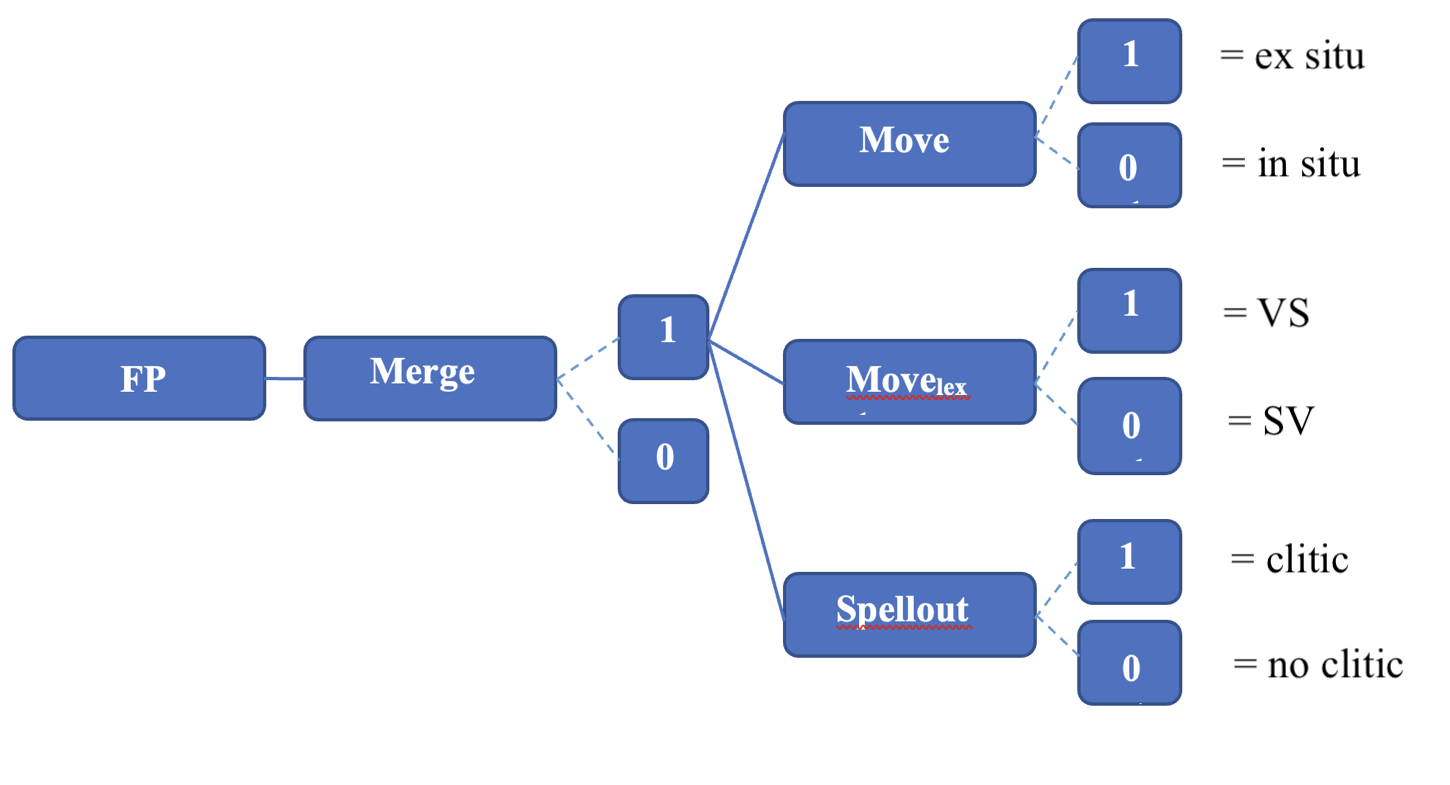 FP
Merge
1
0
Move
1
= ex situ
0
= in situ
Movelex
1
= VS
0
= SV
Spellout
1
= clitic
0
= no clitic